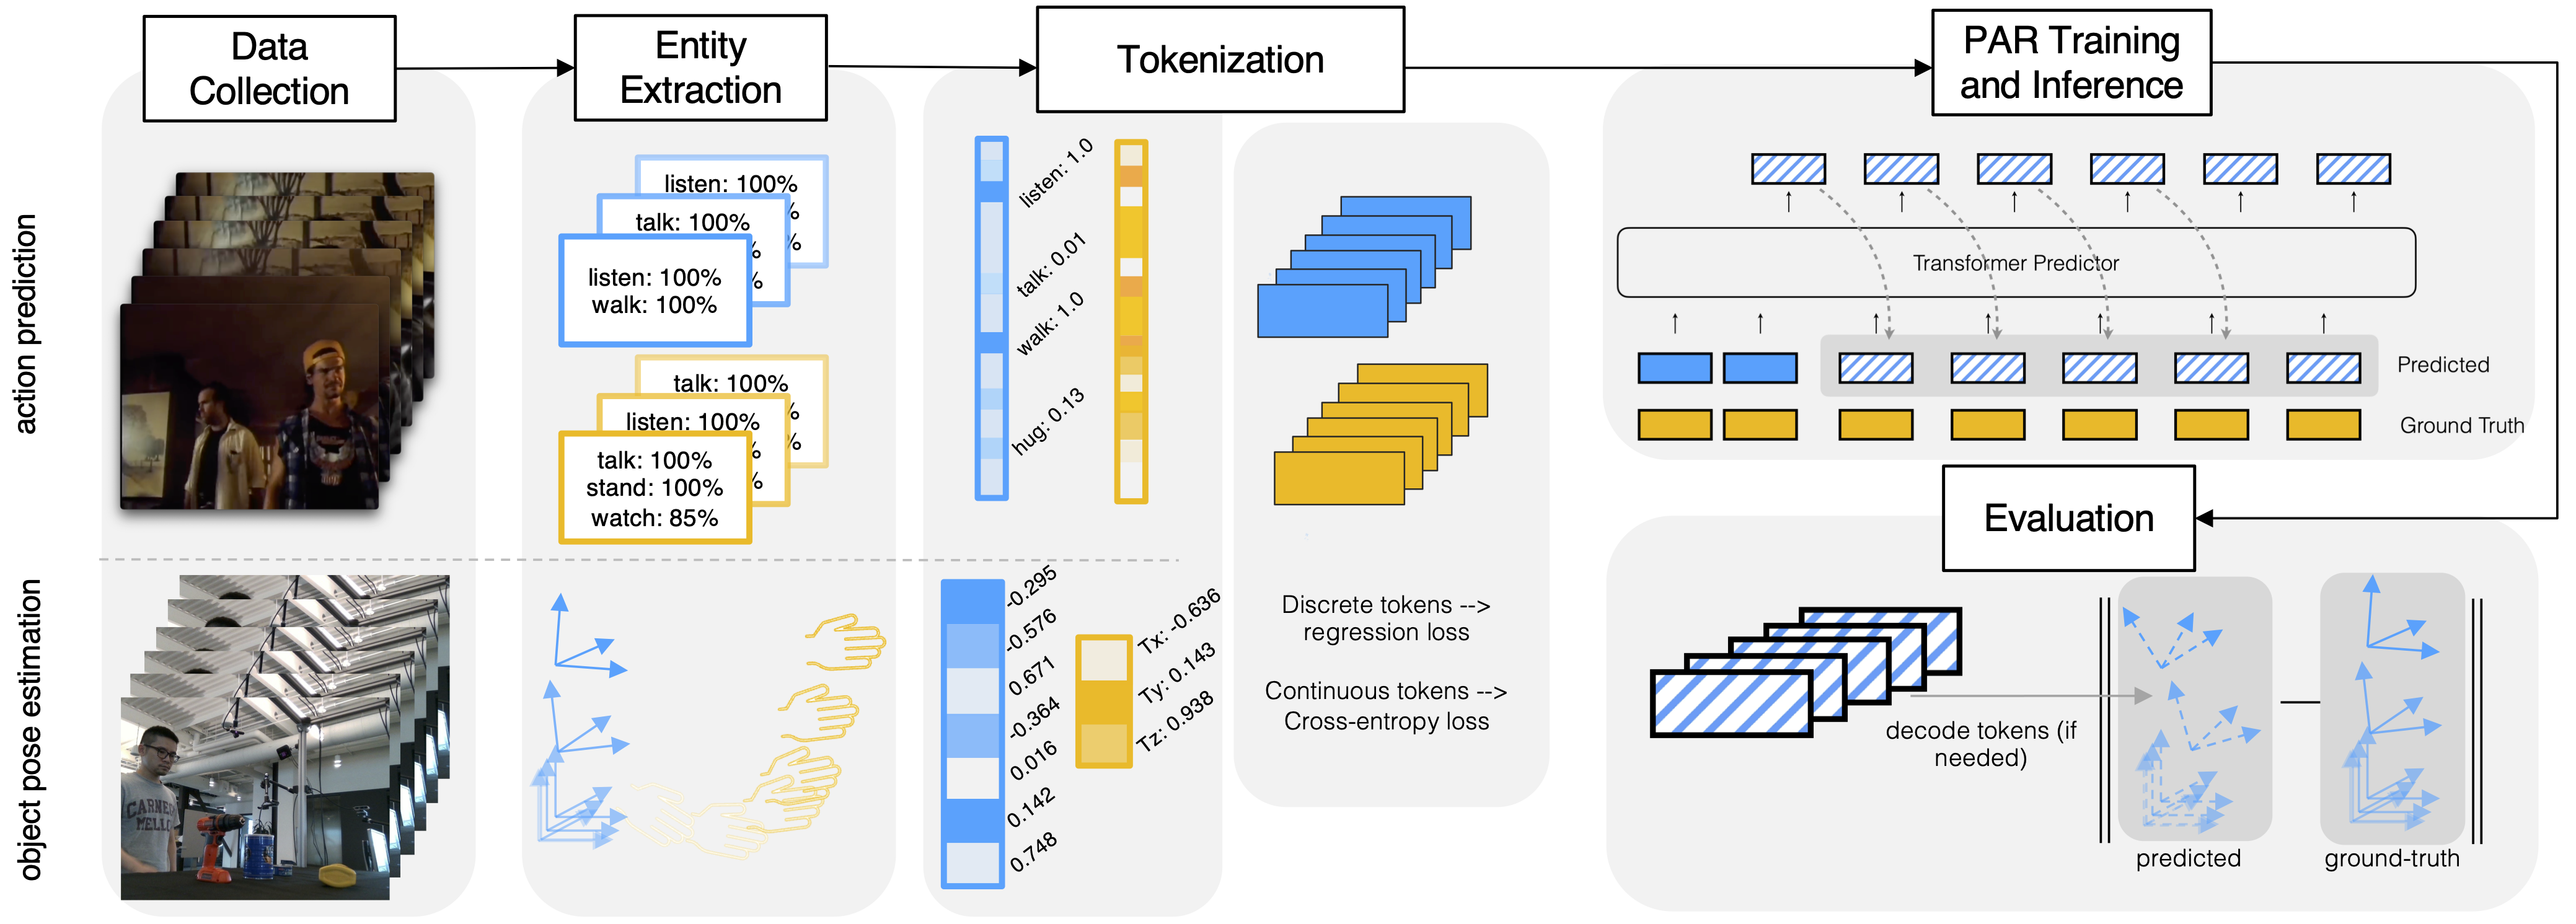 Data
Collection
Entity
Extraction
Tokenization
PAR Training
and Inference
action prediction
listen: 100%
%
talk: 100%
%
%
listen: 100%
walk: 100%
%
talk: 100%
%
listen: 100%
%
%
talk: 100%
stand: 100%
watch: 85%
%
listen: 1.0
talk: 0.01
walk: 1.0
hug: 0.13
Transformer Predictor
Predicted
Ground Truth
Evaluation
object pose estimation
CARNEG
MELLO
-0.295
-0.576
0.671
-0.364
0.016
0.142
0.748
Tx: -0.636
Ty: 0.143
Tz: 0.938
Discrete tokens -->
regression loss
Continuous tokens -->
Cross-entropy loss
decode tokens (if
needed)
predicted
ground-truth